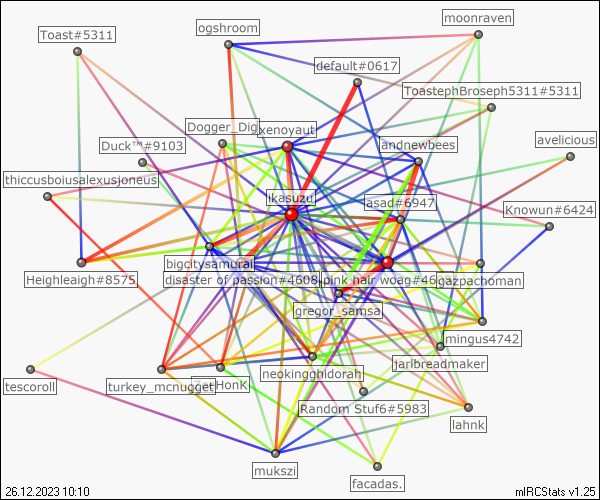 moonraven
ogshroom
Toast#5311
default#0617
ToastephBroseph5311#5311
Dogger_Dig
xenoyaut
andnewbees
avelicious
Duck™#9103
thiccusboiusalexusjoneus
lkasuzu
asad#6947
Knowun#6424
bigcitysamurai
Heighleaigh#8575
disaster of passion#4608
pink hair woag#46
gazpachoman
gregor_samsa
mingus4742
jaribreadmaker
neokingghidorah
tescoroll
turkey_mcnugget
HonK
Random Stuf6#5983
lahnk
mukszi
facadas.
26.12.2023 10:10
mIRCStats v1.25